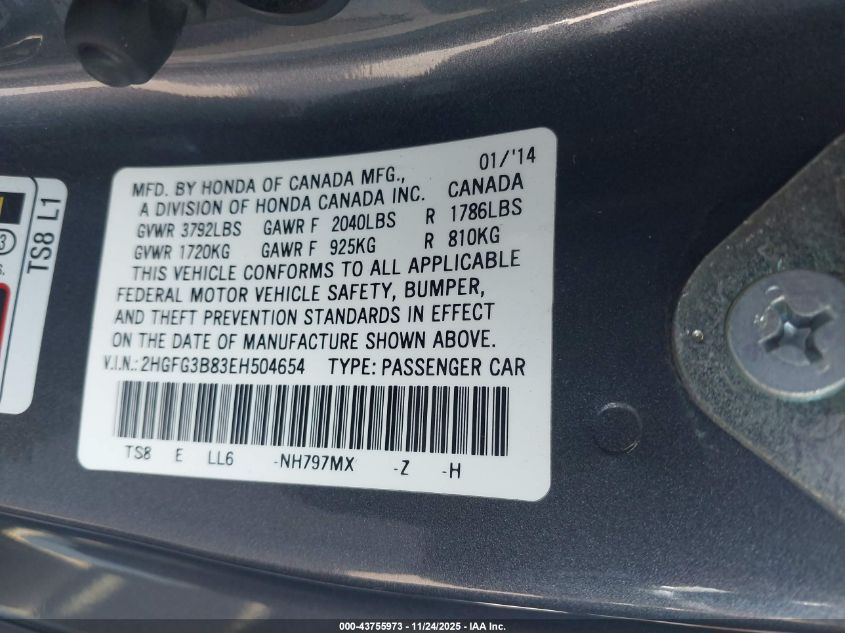 01/'14
MFD. BY HONDA OF CANADA MFG.,
A DIVISION OF HONDA CANADA INC. CANADA
GVWR 3792LBS GAWR F 2040LBS R 1786LBS
GVWR 1720KG GAWR F 925KG R 810KG
THIS VEHICLE CONFORMS TO ALL APPLICABLE
FEDERAL MOTOR VEHICLE SAFETY, BUMPER,
AND THEFT PREVENTION STANDARDS IN EFFECT
ON THE DATE OF MANUFACTURE SHOWN ABOVE.
V.I.N.: 2HGFG3B83EH504654 TYPE: PASSENGER CAR
TS8 E LL6 -NH797MX -Z -H
TS8 L1
3
S.
000-43755973 - 11/24/2025 - IAA Inc.